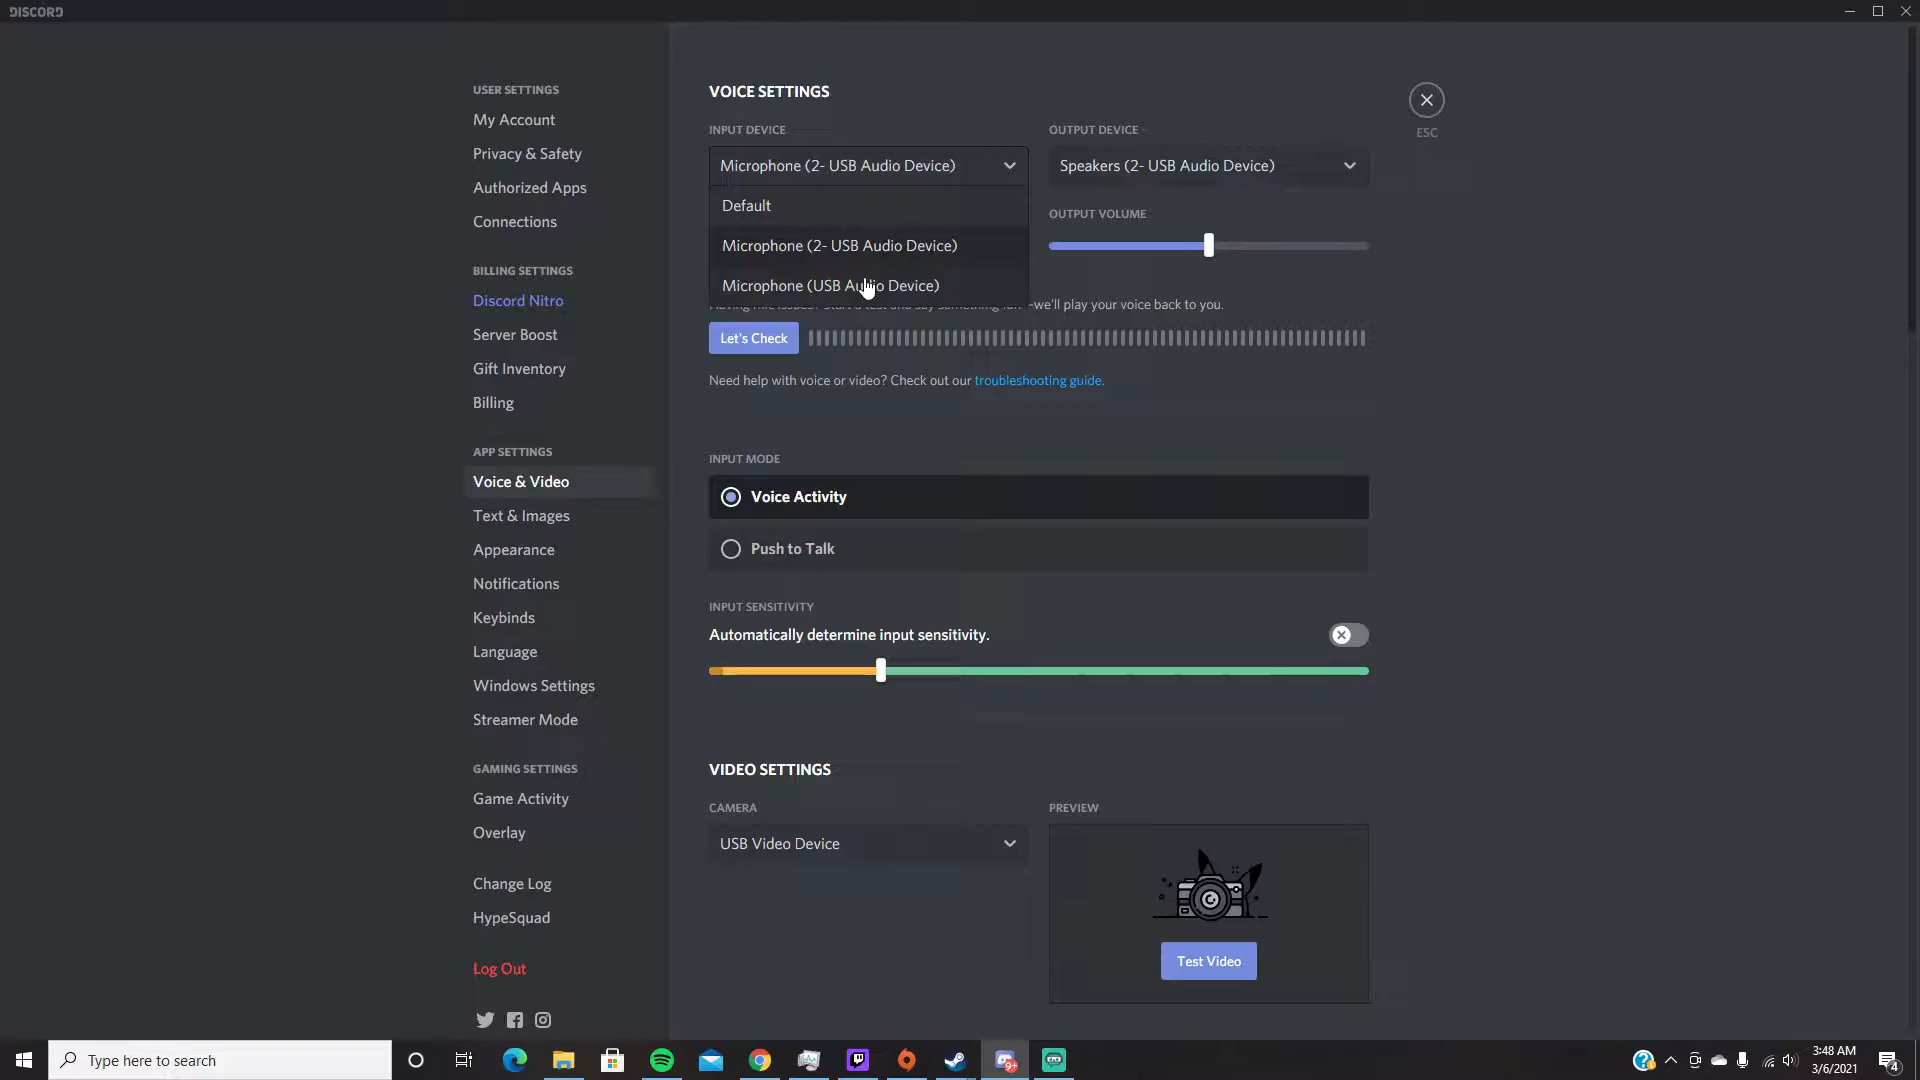 DISCORD
USER SETTINGS
My Account
Privacy & Safety
Authorized Apps
Connections
BILLING SETTINGS
Discord Nitro
Server Boost
Gift Inventory
Billing
APP SETTINGS
Voice & Video
Text & Images
Appearance
Notifications
Keybinds
Language
Windows Settings
Streamer Mode
GAMING SETTINGS
Game Activity
Overlay
Change Log
HypeSquad
Log Out
VOICE SETTINGS
INPUT DEVICE
Microphone (2- USB Audio Device)
Default
Microphone (2- USB Audio Device)
Microphone (USB Audio Device)
OUTPUT DEVICE
Speakers (2- USB Audio Device)
OUTPUT VOLUME
we'll play your voice back to you.
Let's Check
Need help with voice or video? Check out our troubleshooting guide.
INPUT MODE
Voice Activity
Push to Talk
INPUT SENSITIVITY
Automatically determine input sensitivity.
VIDEO SETTINGS
CAMERA
USB Video Device
PREVIEW
Test Video
ESC
Type here to search
9+
3:48 AM
3/6/2021
4